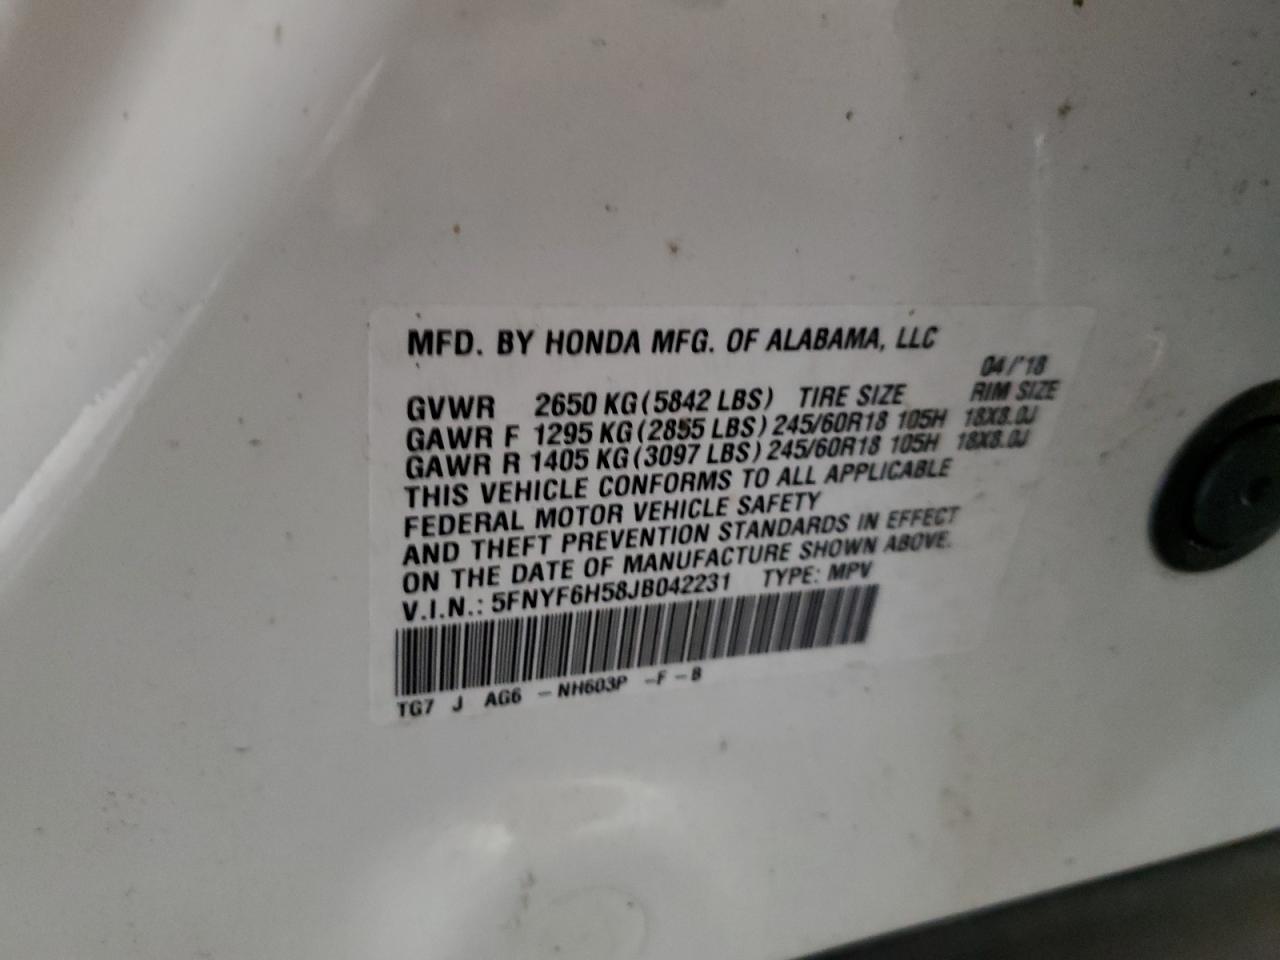 MFD. BY HONDA MFG. OF ALABAMA, LLC
04/'18
GVWR 2650 KG (5842 LBS) TIRE SIZE RIM SIZE
GAWR F 1295 KG (2855 LBS) 245/60R18 105H 18X8.0J
GAWR R 1405 KG (3097 LBS) 245/60R18 105H 18X8.0J
THIS VEHICLE CONFORMS TO ALL APPLICABLE
FEDERAL MOTOR VEHICLE SAFETY
AND THEFT PREVENTION STANDARDS IN EFFECT
ON THE DATE OF MANUFACTURE SHOWN ABOVE.
V.I.N.: 5FNYF6H58JB042231 TYPE: MPV
TG7 J AG6 - NH603P -F-B